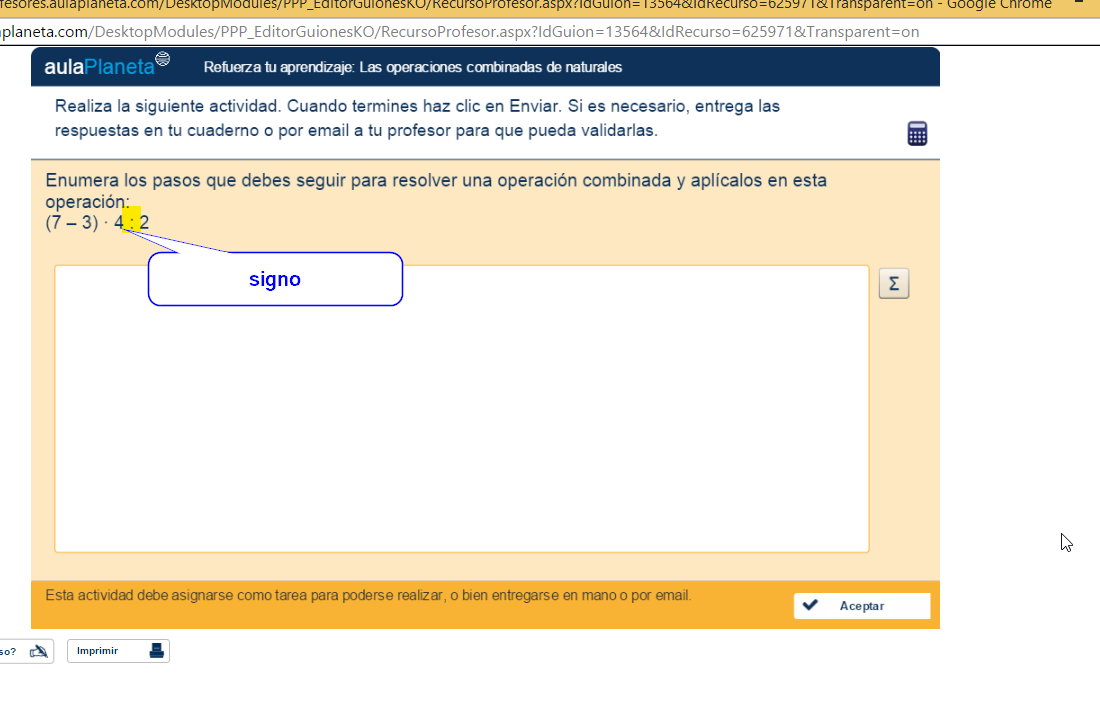 fesores.aulaplaneta.com/DesktopModules/PPP_EditorGuionesKO/RecursoProfesor.aspx?IdGuion=13564&IdRecurso=625971&Transparent=on - Google Chrome
planeta.com/DesktopModules/PPP_EditorGuionesKO/RecursoProfesor.aspx?IdGuion=13564&IdRecurso=625971&Transparent=on
aulaPlaneta Refuerza tu aprendizaje: Las operaciones combinadas de naturales
Realiza la siguiente actividad. Cuando termines haz clic en Enviar. Si es necesario, entrega las
respuestas en tu cuaderno o por email a tu profesor para que pueda validarlas.
Enumera los pasos que debes seguir para resolver una operación combinada y aplícalos en esta
operación:
(7 – 3) · 4 : 2
signo
Σ
Esta actividad debe asignarse como tarea para poderse realizar, o bien entregarse en mano o por email.
Aceptar
so? Imprimir